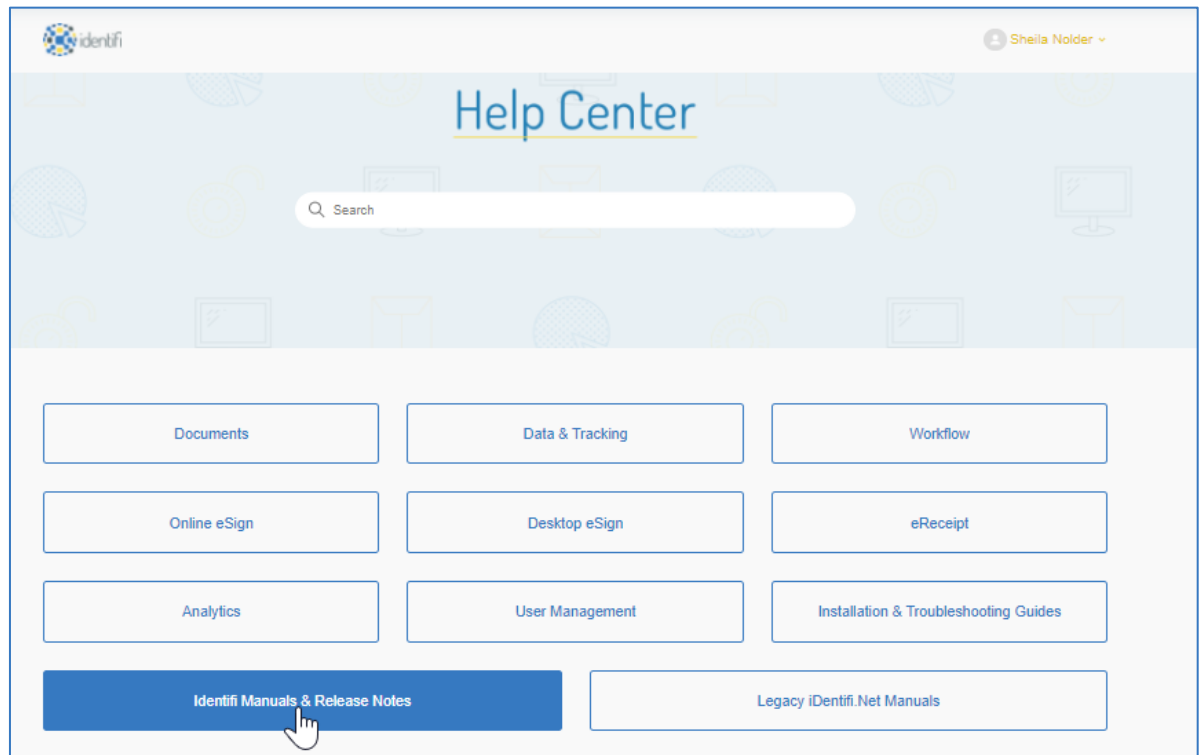 identifi
Sheila Nolder
Help Center
Search
Documents
Data & Tracking
Workflow
Online eSign
Desktop eSign
eReceipt
Analytics
User Management
Installation & Troubleshooting Guides
Identifi Manuals & Release Notes
Legacy iDentifi.Net Manuals